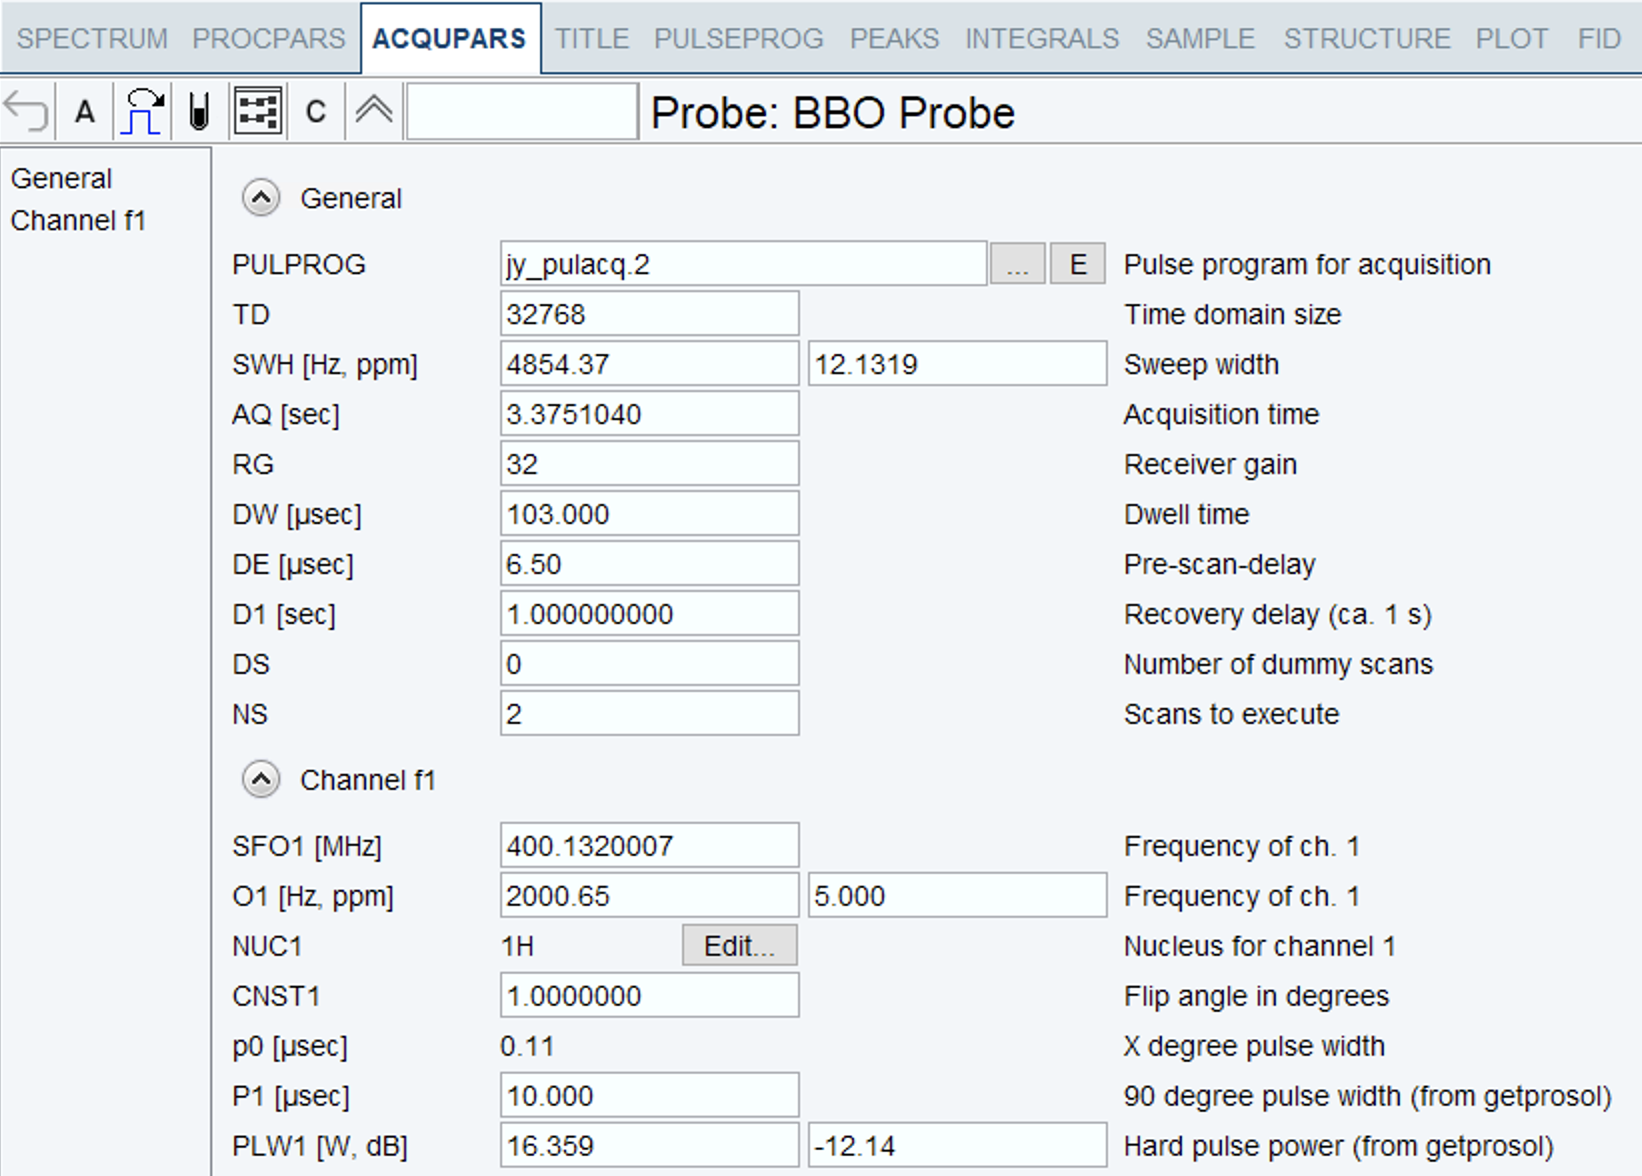 SPECTRUM PROCPARS ACQUPARS TITLE PULSEPROG PEAKS INTEGRALS SAMPLE STRUCTURE PLOT FID
A C Probe: BBO Probe
General
Channel f1
General
PULPROG jy_pulacq.2 ... E Pulse program for acquisition
TD 32768 Time domain size
SWH [Hz, ppm] 4854.37 12.1319 Sweep width
AQ [sec] 3.3751040 Acquisition time
RG 32 Receiver gain
DW [µsec] 103.000 Dwell time
DE [µsec] 6.50 Pre-scan-delay
D1 [sec] 1.000000000 Recovery delay (ca. 1 s)
DS 0 Number of dummy scans
NS 2 Scans to execute
Channel f1
SFO1 [MHz] 400.1320007 Frequency of ch. 1
O1 [Hz, ppm] 2000.65 5.000 Frequency of ch. 1
NUC1 1H Edit... Nucleus for channel 1
CNST1 1.0000000 Flip angle in degrees
p0 [µsec] 0.11 X degree pulse width
P1 [µsec] 10.000 90 degree pulse width (from getprosol)
PLW1 [W, dB] 16.359 -12.14 Hard pulse power (from getprosol)